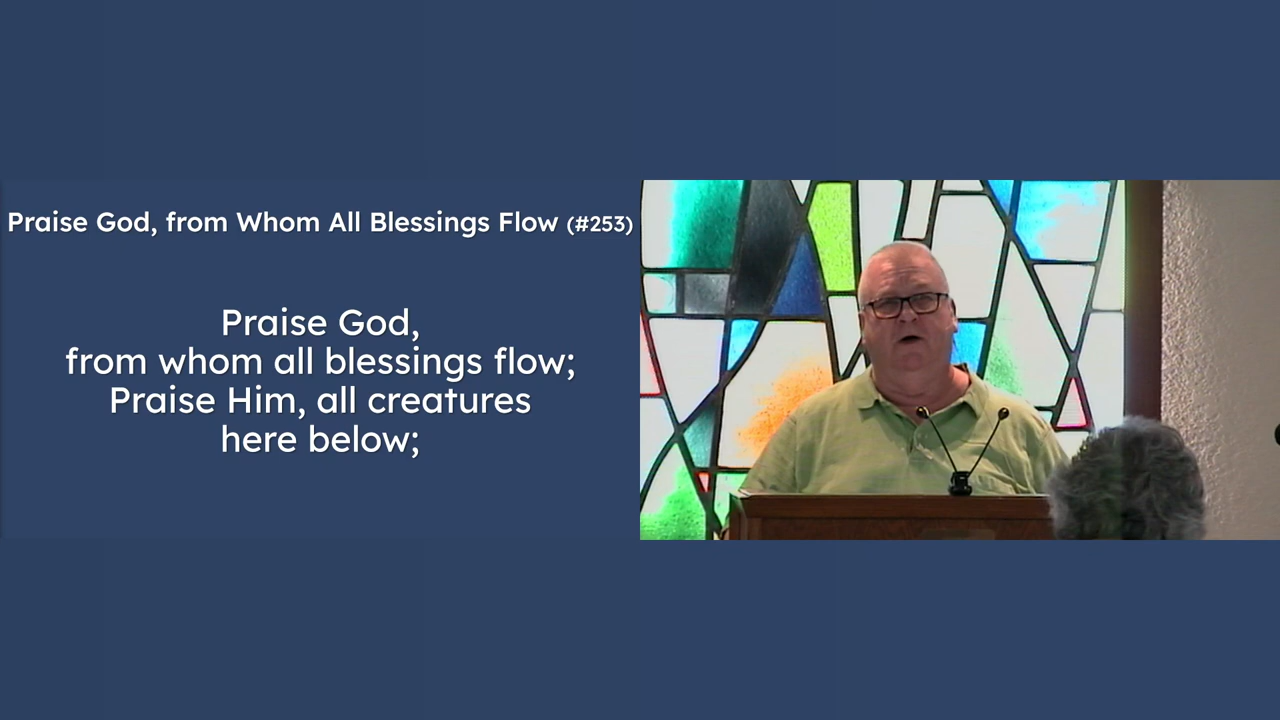 Praise God, from Whom All Blessings Flow (#253)
Praise God,
from whom all blessings flow;
Praise Him, all creatures
here below;